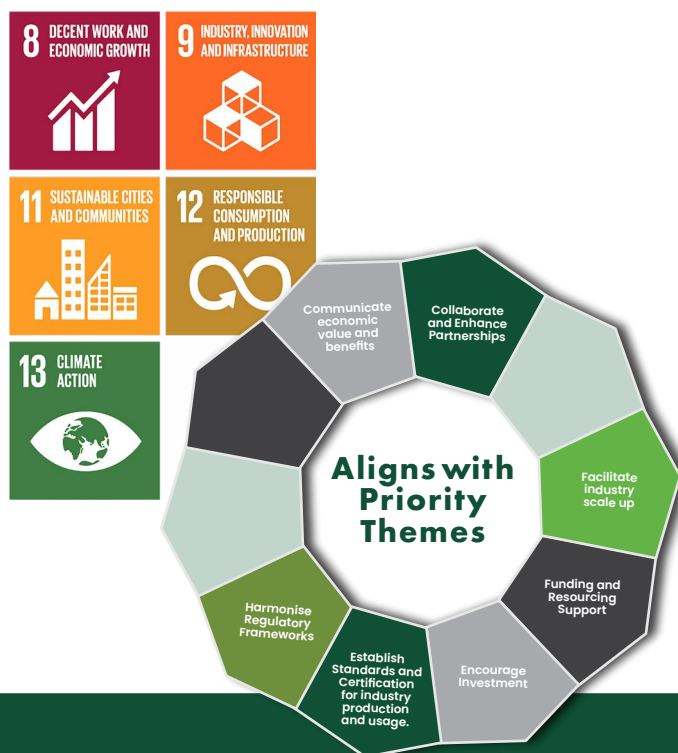 8 DECENT WORK AND
ECONOMIC GROWTH
9 INDUSTRY, INNOVATION
AND INFRASTRUCTURE
11 SUSTAINABLE CITIES
AND COMMUNITIES
12 RESPONSIBLE
CONSUMPTION
AND PRODUCTION
13 CLIMATE
ACTION
Communicate
economic
value and
benefits
Collaborate
and Enhance
Partnerships
Facilitate
industry
scale up
Funding and
Resourcing
Support
Encourage
Investment
Establish
Standards and
Certification
for industry
production
and usage.
Harmonise
Regulatory
Frameworks
Aligns with
Priority
Themes